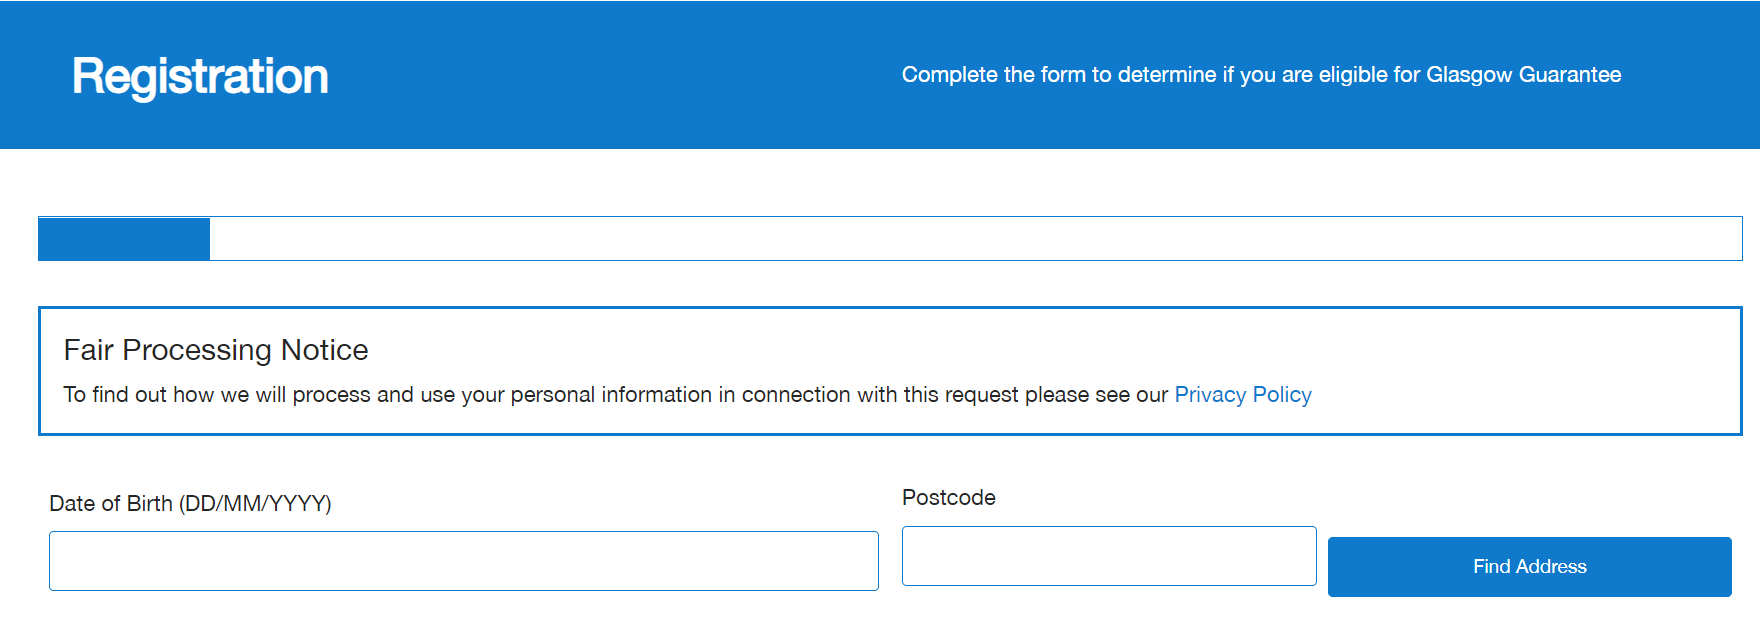 Registration
Complete the form to determine if you are eligible for Glasgow Guarantee
Fair Processing Notice
To find out how we will process and use your personal information in connection with this request please see our Privacy Policy
Date of Birth (DD/MM/YYYY)
Postcode
Find Address